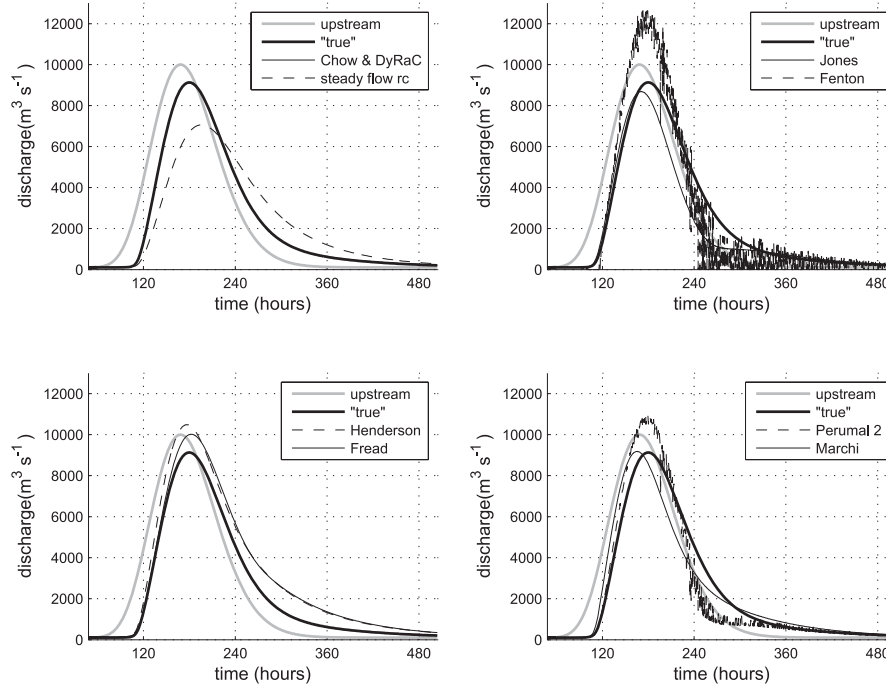 12000
10000
8000
6000
4000
2000
0
discharge(m³ s⁻¹)
upstream
"true"
Chow & DyRaC
steady flow rc
120
240
360
480
time (hours)
12000
10000
8000
6000
4000
2000
0
discharge(m³ s⁻¹)
upstream
"true"
Jones
Fenton
120
240
360
480
time (hours)
12000
10000
8000
6000
4000
2000
0
discharge(m³ s⁻¹)
upstream
"true"
Henderson
Fread
120
240
360
480
time (hours)
12000
10000
8000
6000
4000
2000
0
discharge(m³ s⁻¹)
upstream
"true"
Perumal 2
Marchi
120
240
360
480
time (hours)